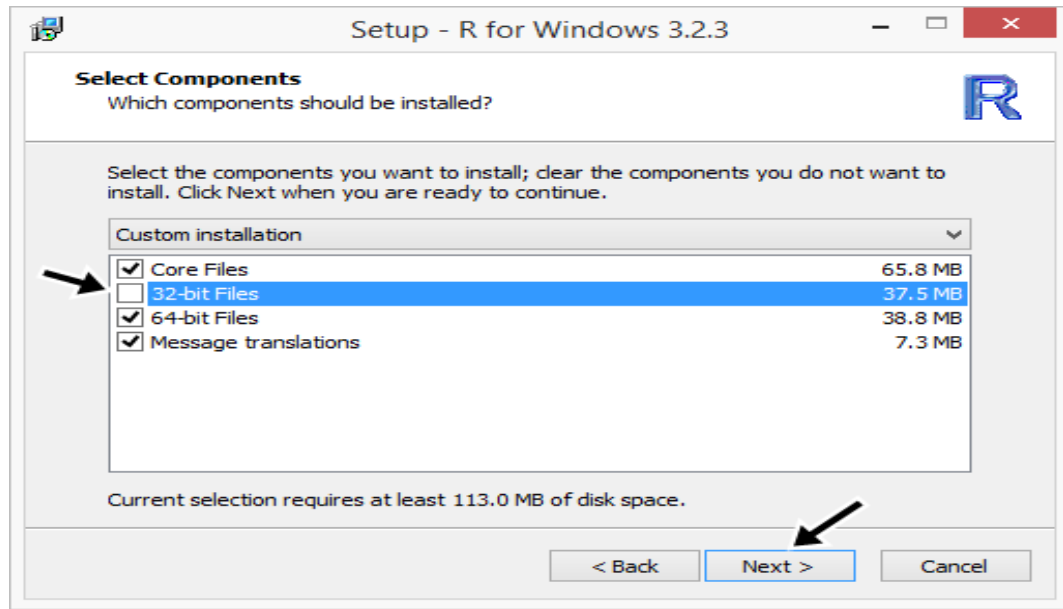 Setup - R for Windows 3.2.3
Select Components
Which components should be installed?
R
Select the components you want to install; clear the components you do not want to
install. Click Next when you are ready to continue.
Custom installation
Core Files 65.8 MB
32-bit Files 37.5 MB
64-bit Files 38.8 MB
Message translations 7.3 MB
Current selection requires at least 113.0 MB of disk space.
< Back Next > Cancel